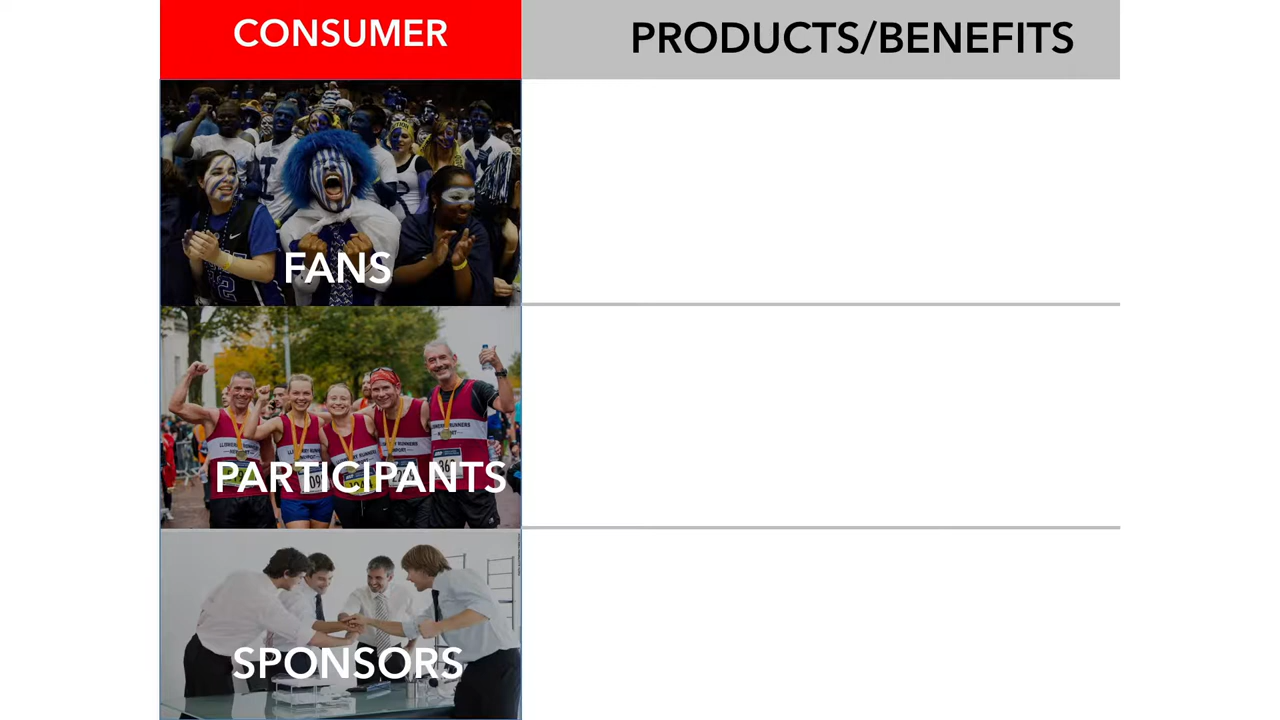 CONSUMER
PRODUCTS/BENEFITS
FANS
PARTICIPANTS
SPONSORS